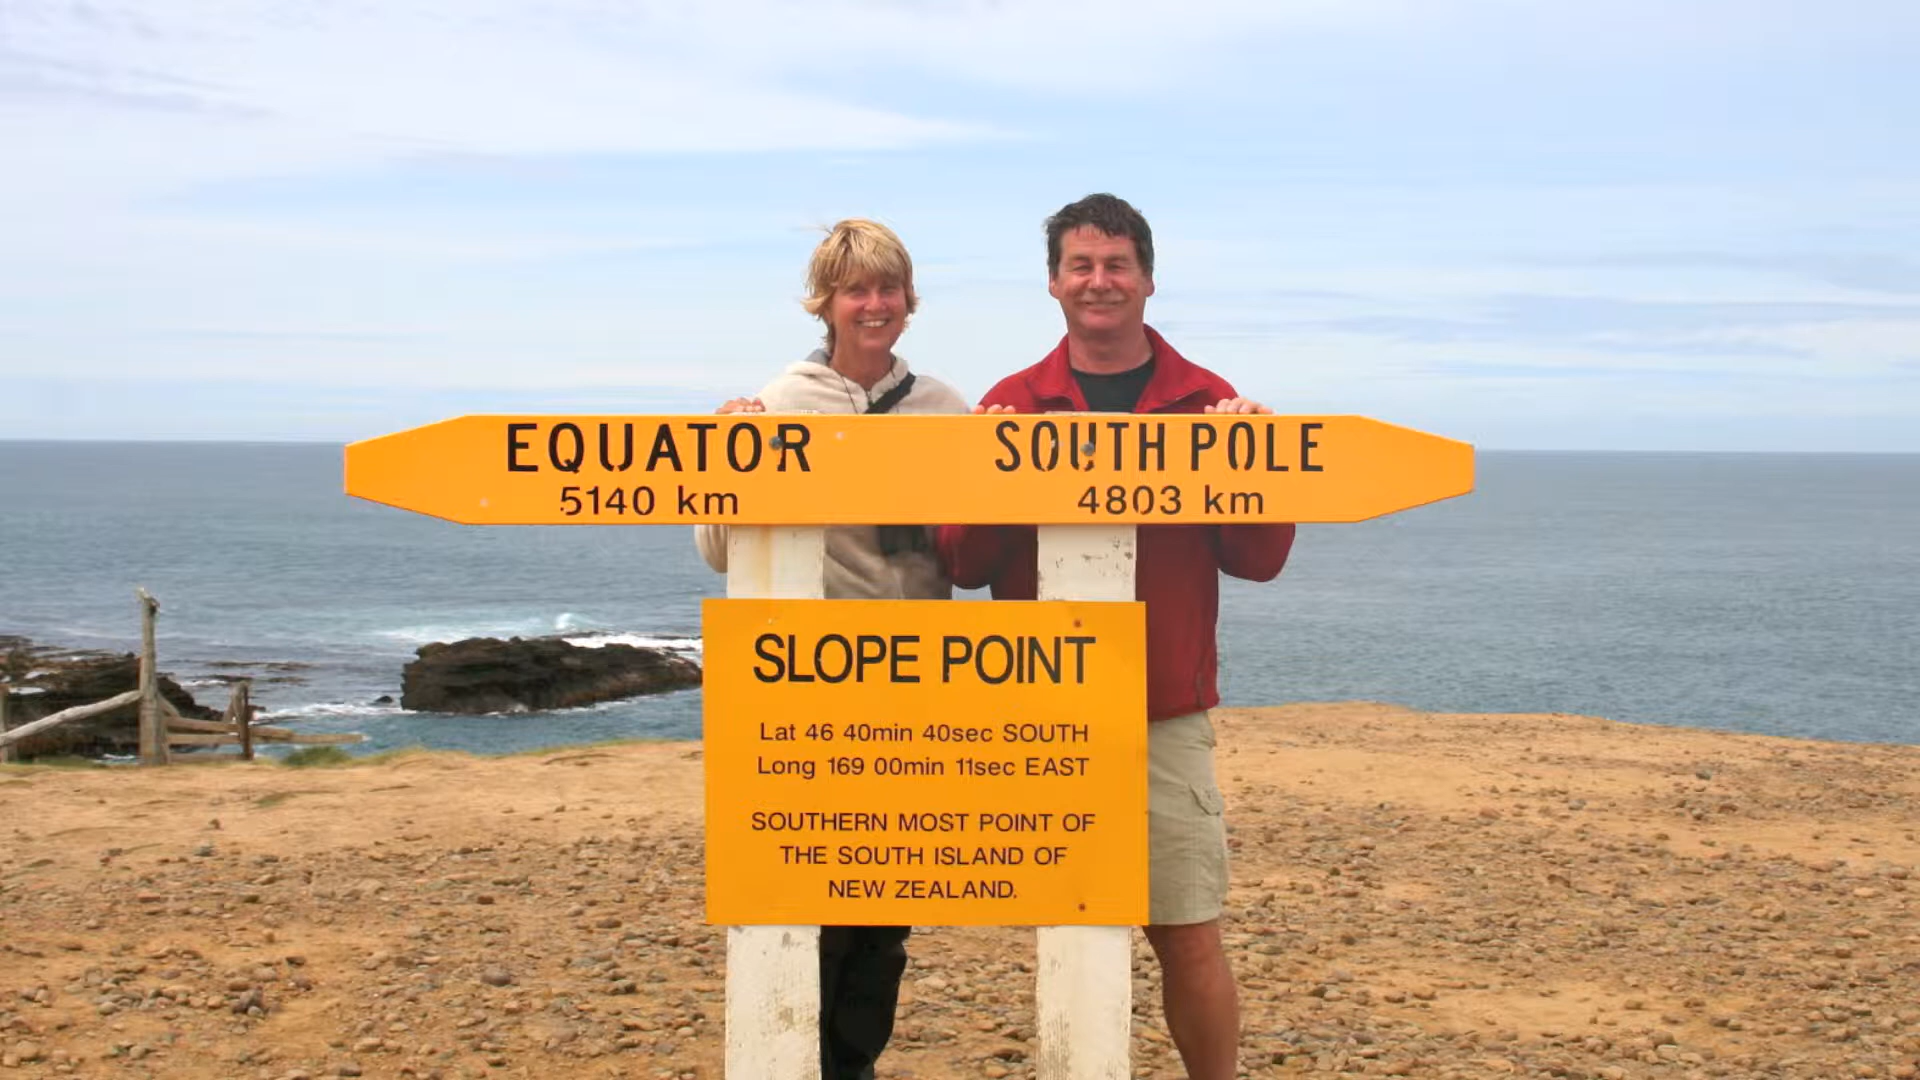 EQUATOR
5140 km
SOUTH POLE
4803 km
SLOPE POINT
Lat 46 40min 40sec SOUTH
Long 169 00min 11sec EAST
SOUTHERN MOST POINT OF
THE SOUTH ISLAND OF
NEW ZEALAND.